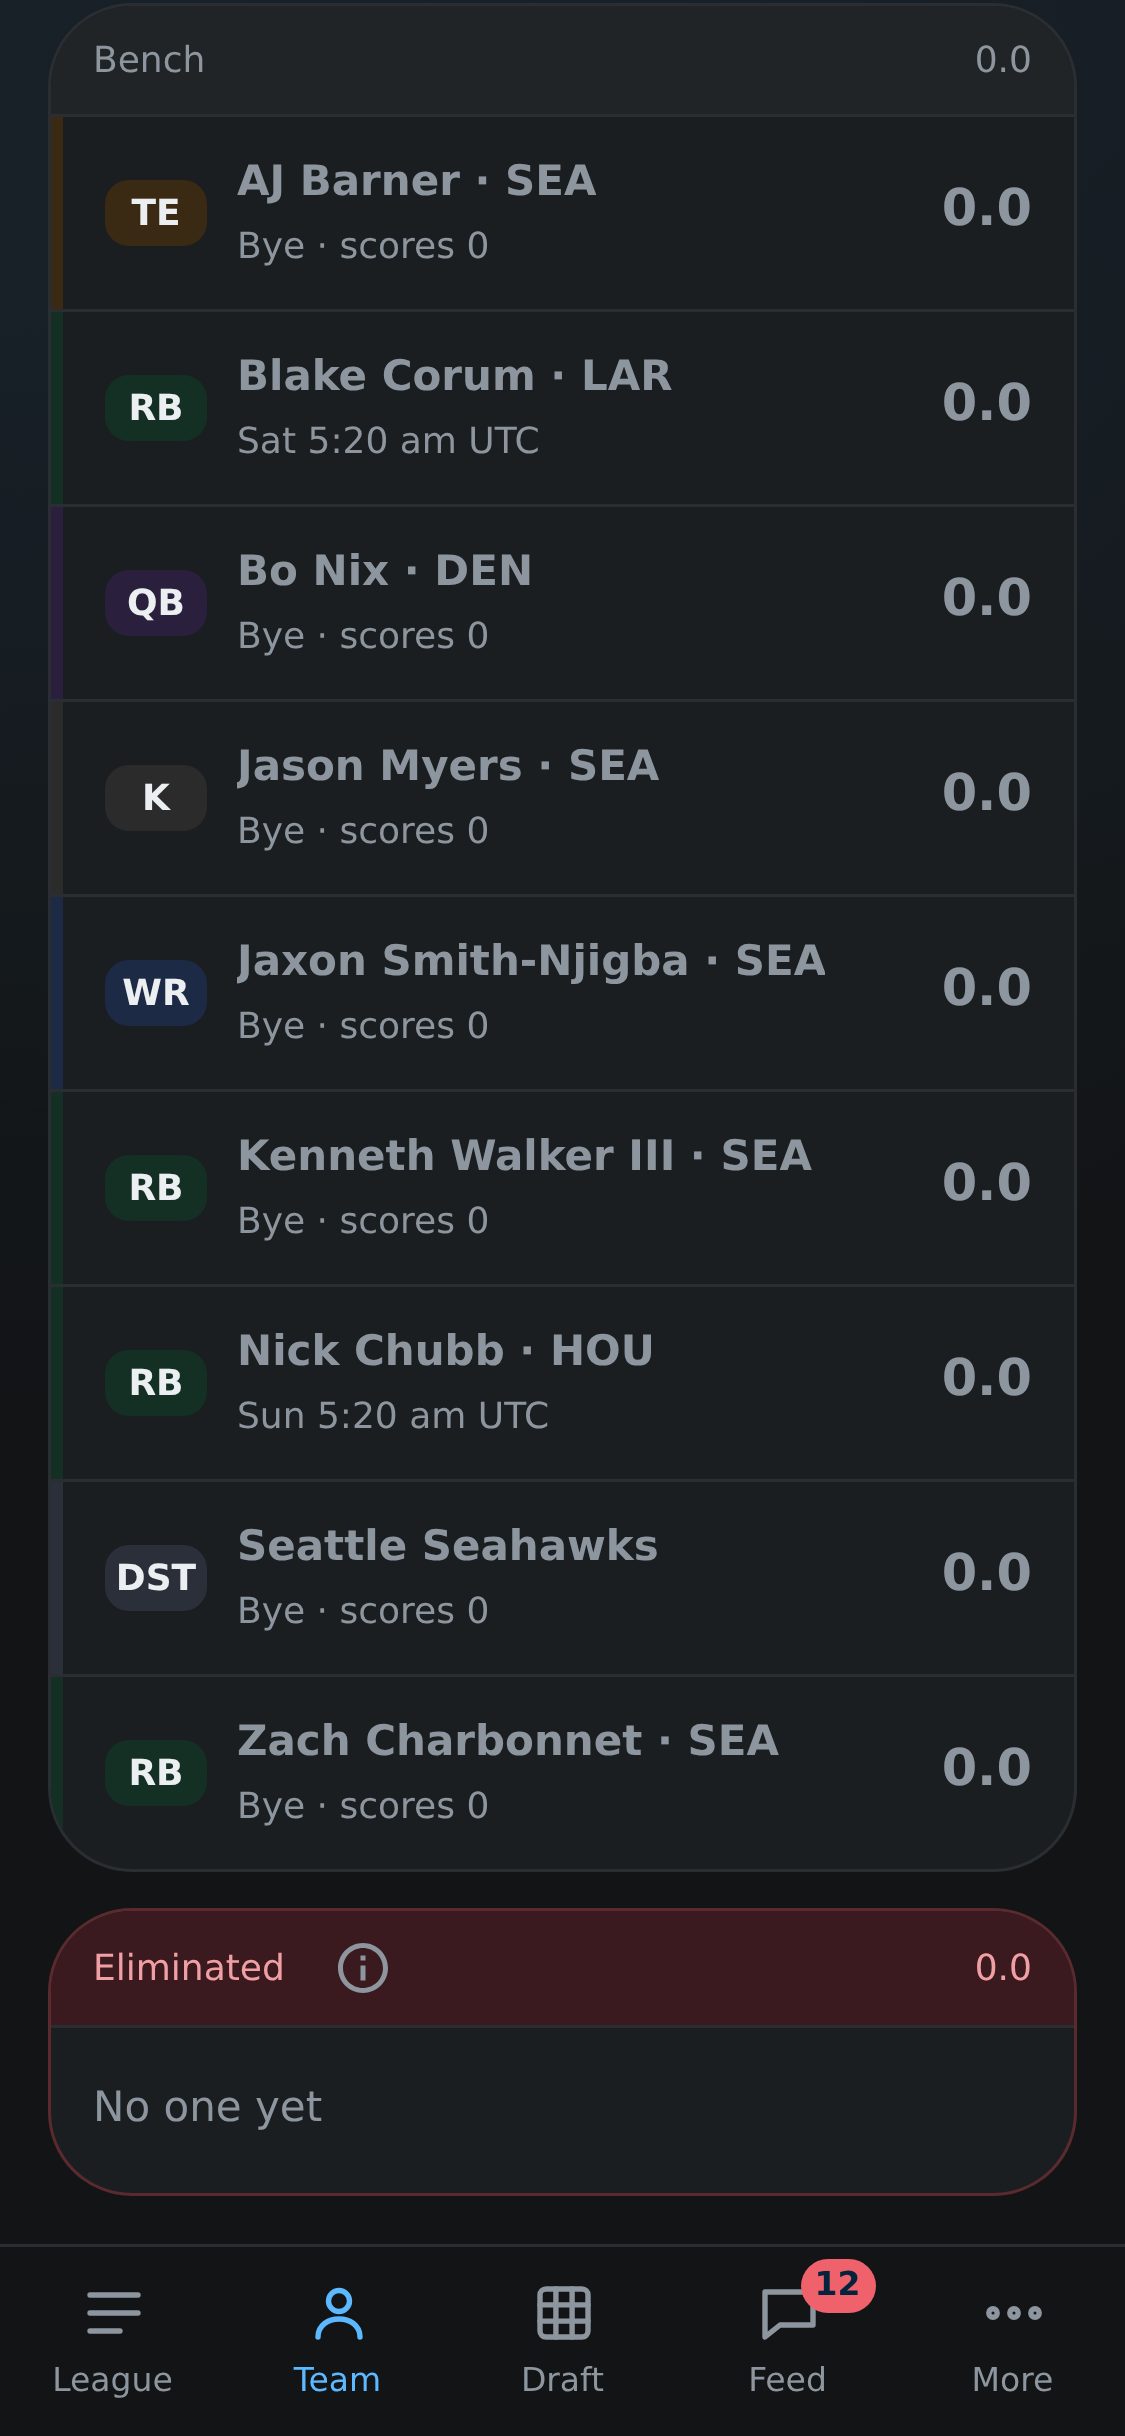 Bench 0.0
TE AJ Barner · SEA 0.0
Bye · scores 0
RB Blake Corum · LAR 0.0
Sat 5:20 am UTC
QB Bo Nix · DEN 0.0
Bye · scores 0
K Jason Myers · SEA 0.0
Bye · scores 0
WR Jaxon Smith-Njigba · SEA 0.0
Bye · scores 0
RB Kenneth Walker III · SEA 0.0
Bye · scores 0
RB Nick Chubb · HOU 0.0
Sun 5:20 am UTC
DST Seattle Seahawks 0.0
Bye · scores 0
RB Zach Charbonnet · SEA 0.0
Bye · scores 0
Eliminated 0.0
No one yet
12
League Team Draft Feed More